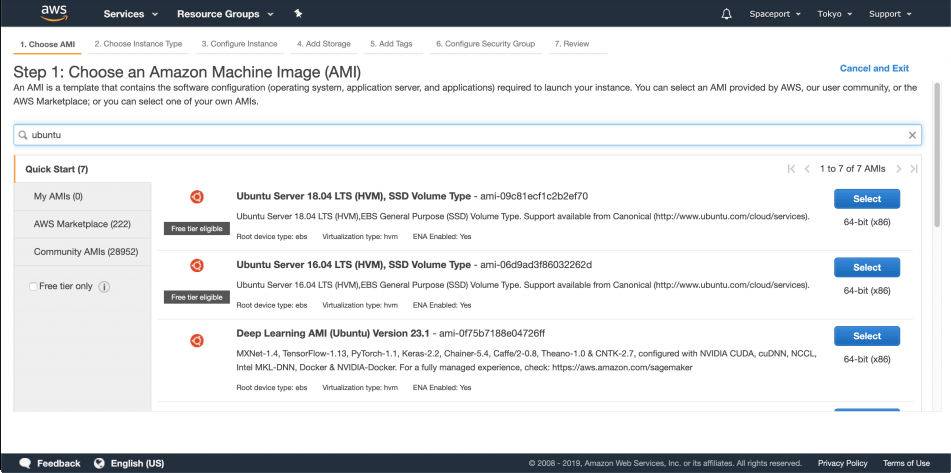 aws Services Resource Groups Spaceport Tokyo Support
1. Choose AMI 2. Choose Instance Type 3. Configure Instance 4. Add Storage 5. Add Tags 6. Configure Security Group 7. Review
Step 1: Choose an Amazon Machine Image (AMI)
Cancel and Exit
An AMI is a template that contains the software configuration (operating system, application server, and applications) required to launch your instance. You can select an AMI provided by AWS, our user community, or the
AWS Marketplace; or you can select one of your own AMIs.
ubuntu
Quick Start (7)
1 to 7 of 7 AMIs
My AMIs (0)
AWS Marketplace (222)
Community AMIs (28952)
Free tier only
Ubuntu Server 18.04 LTS (HVM), SSD Volume Type - ami-09c81ecf1c2b2ef70
Select
Ubuntu Server 18.04 LTS (HVM),EBS General Purpose (SSD) Volume Type. Support available from Canonical (http://www.ubuntu.com/cloud/services).
64-bit (x86)
Free tier eligible
Root device type: ebs Virtualization type: hvm ENA Enabled: Yes
Ubuntu Server 16.04 LTS (HVM), SSD Volume Type - ami-06d9ad3f86032262d
Select
Ubuntu Server 16.04 LTS (HVM),EBS General Purpose (SSD) Volume Type. Support available from Canonical (http://www.ubuntu.com/cloud/services).
64-bit (x86)
Free tier eligible
Root device type: ebs Virtualization type: hvm ENA Enabled: Yes
Deep Learning AMI (Ubuntu) Version 23.1 - ami-0f75b7188e04726ff
Select
MXNet-1.4, TensorFlow-1.13, PyTorch-1.1, Keras-2.2, Chainer-5.4, Caffe/2-0.8, Theano-1.0 & CNTK-2.7, configured with NVIDIA CUDA, cuDNN, NCCL,
64-bit (x86)
Intel MKL-DNN, Docker & NVIDIA-Docker. For a fully managed experience, check: https://aws.amazon.com/sagemaker
Root device type: ebs Virtualization type: hvm ENA Enabled: Yes
Feedback English (US) © 2008 - 2019, Amazon Web Services, Inc. or its affiliates. All rights reserved. Privacy Policy Terms of Use